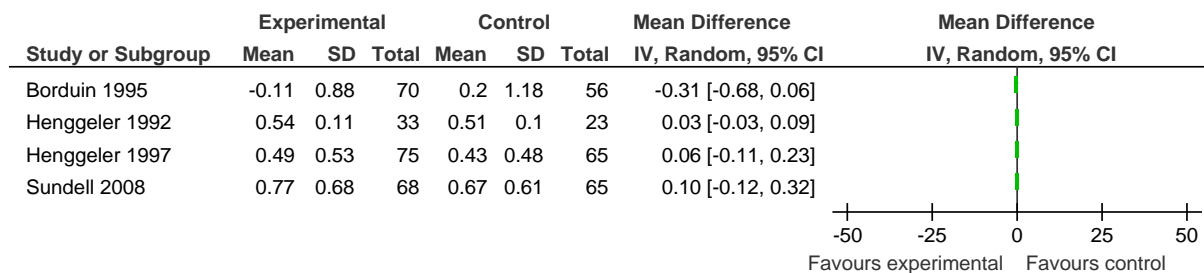 Experimental Control Mean Difference Mean Difference
Study or Subgroup Mean SD Total Mean SD Total IV, Random, 95% CI IV, Random, 95% CI
Borduin 1995 -0.11 0.88 70 0.2 1.18 56 -0.31 [-0.68, 0.06]
Henggeler 1992 0.54 0.11 33 0.51 0.1 23 0.03 [-0.03, 0.09]
Henggeler 1997 0.49 0.53 75 0.43 0.48 65 0.06 [-0.11, 0.23]
Sundell 2008 0.77 0.68 68 0.67 0.61 65 0.10 [-0.12, 0.32]
-50 -25 0 25 50
Favours experimental Favours control